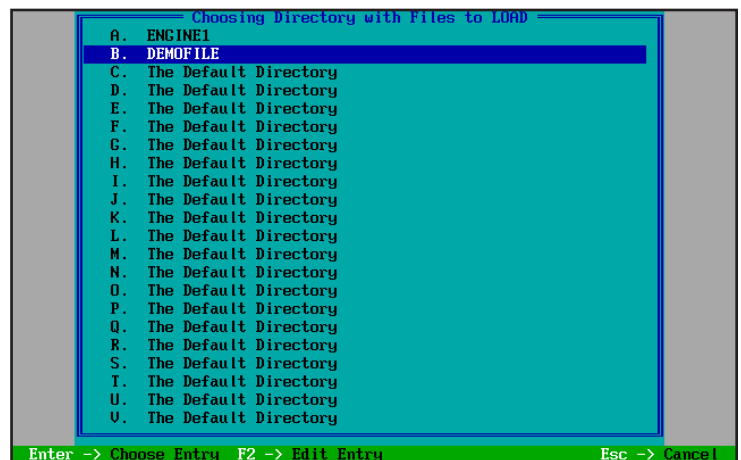 Choosing Directory with Files to LOAD
A. ENGINE1
B. DEMOFILE
C. The Default Directory
D. The Default Directory
E. The Default Directory
F. The Default Directory
G. The Default Directory
H. The Default Directory
I. The Default Directory
J. The Default Directory
K. The Default Directory
L. The Default Directory
M. The Default Directory
N. The Default Directory
O. The Default Directory
P. The Default Directory
Q. The Default Directory
R. The Default Directory
S. The Default Directory
T. The Default Directory
U. The Default Directory
V. The Default Directory
Enter -> Choose Entry F2 -> Edit Entry Esc -> Cancel